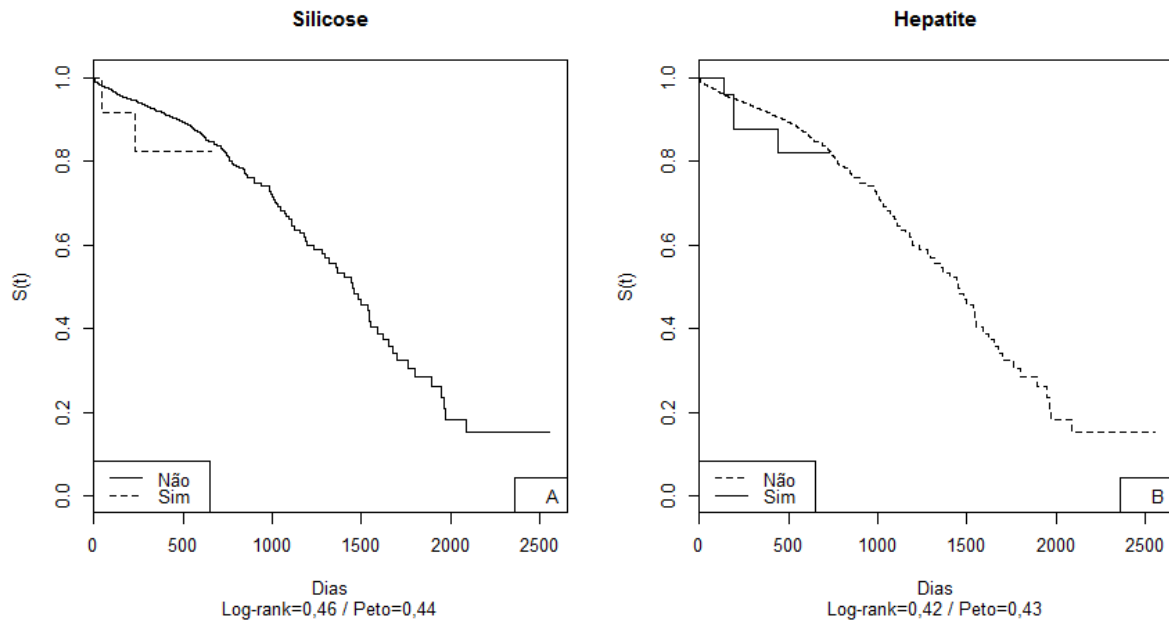 Silicose
S(t)
1.0
0.8
0.6
0.4
0.2
0.0
Não
Sim
A
0 500 1000 1500 2000 2500
Dias
Log-rank=0,46 / Peto=0,44
Hepatite
S(t)
1.0
0.8
0.6
0.4
0.2
0.0
Não
Sim
B
0 500 1000 1500 2000 2500
Dias
Log-rank=0,42 / Peto=0,43